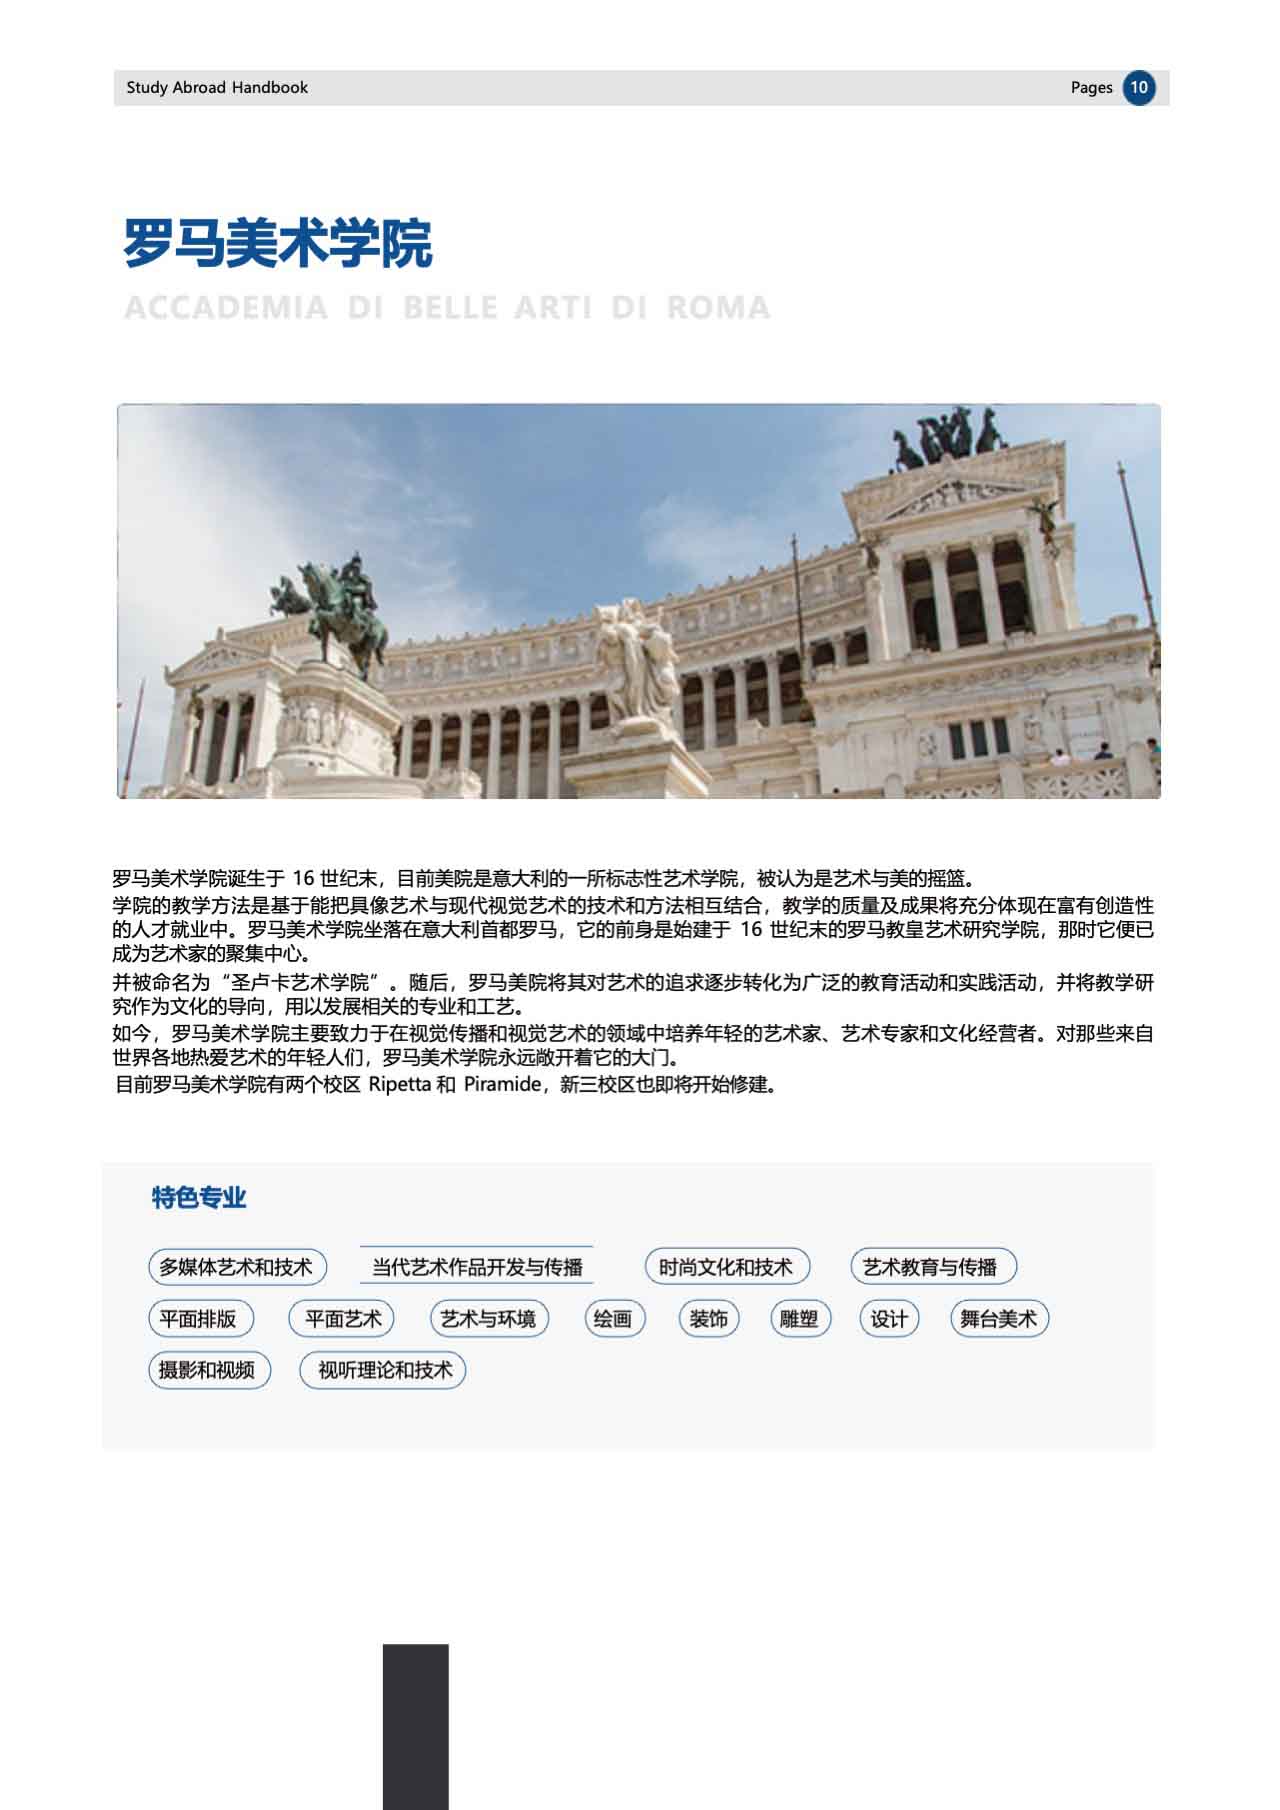 Study Abroad Handbook
Pages 10
罗马美术学院
ACCADEMIA DI BELLE ARTI DI ROMA
罗马美术学院诞生于 16 世纪末，目前美院是意大利的一所标志性艺术学院，被认为是艺术与美的摇篮。
学院的教学方法是基于能把具像艺术与现代视觉艺术的技术和方法相互结合，教学的质量及成果将充分体现在富有创造性
的人才就业中。罗马美术学院坐落在意大利首都罗马，它的前身是始建于 16 世纪末的罗马教皇艺术研究学院，那时它便已
成为艺术家的聚集中心。
并被命名为“圣卢卡艺术学院”。随后，罗马美院将其对艺术的追求逐步转化为广泛的教育活动和实践活动，并将教学研
究作为文化的导向，用以发展相关的专业和工艺。
如今，罗马美术学院主要致力于在视觉传播和视觉艺术的领域中培养年轻的艺术家、艺术专家和文化经营者。对那些来自
世界各地热爱艺术的年轻人们，罗马美术学院永远敞开着它的大门。
目前罗马美术学院有两个校区 Ripetta 和 Piramide，新三校区也即将开始修建。
特色专业
多媒体艺术和技术 当代艺术作品开发与传播 时尚文化和技术 艺术教育与传播
平面排版 平面艺术 艺术与环境 绘画 装饰 雕塑 设计 舞台美术
摄影和视频 视听理论和技术